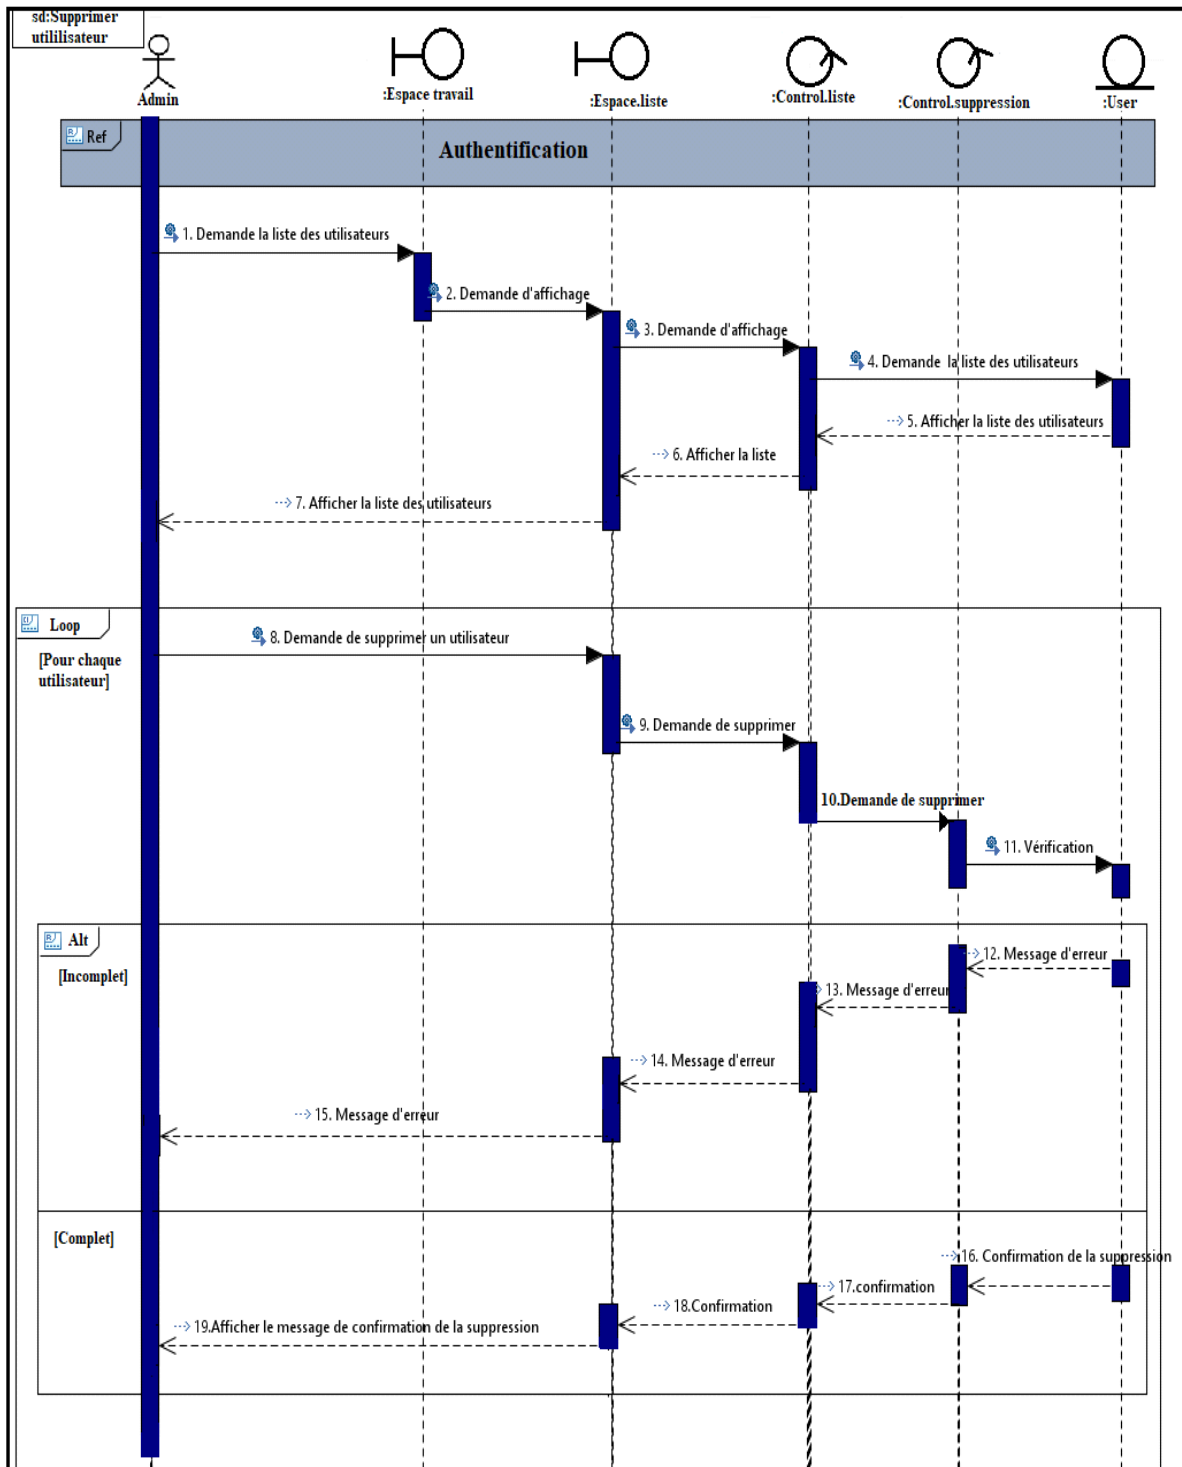 sd:Supprimer
utililisateur
Admin
:Espace travail
:Espace.liste
:Control.liste
:Control.suppression
:User
Ref
Authentification
1. Demande la liste des utilisateurs
2. Demande d'affichage
3. Demande d'affichage
4. Demande la liste des utilisateurs
5. Afficher la liste des utilisateurs
6. Afficher la liste
7. Afficher la liste des utilisateurs
Loop
[Pour chaque
utilisateur]
8. Demande de supprimer un utilisateur
9. Demande de supprimer
10.Demande de supprimer
11. Vérification
Alt
[Incomplet]
12. Message d'erreur
13. Message d'erreur
14. Message d'erreur
15. Message d'erreur
[Complet]
16. Confirmation de la suppression
17.confirmation
18.Confirmation
19.Afficher le message de confirmation de la suppression